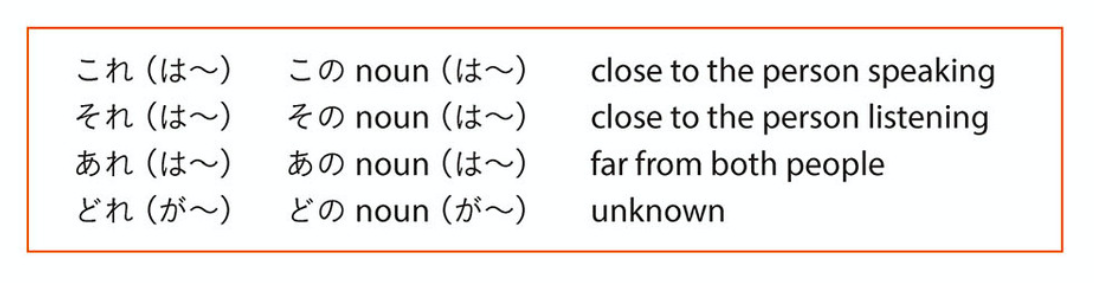 これ（は〜） この noun（は〜） close to the person speaking
それ（は〜） その noun（は〜） close to the person listening
あれ（は〜） あの noun（は〜） far from both people
どれ（が〜） どの noun（が〜） unknown